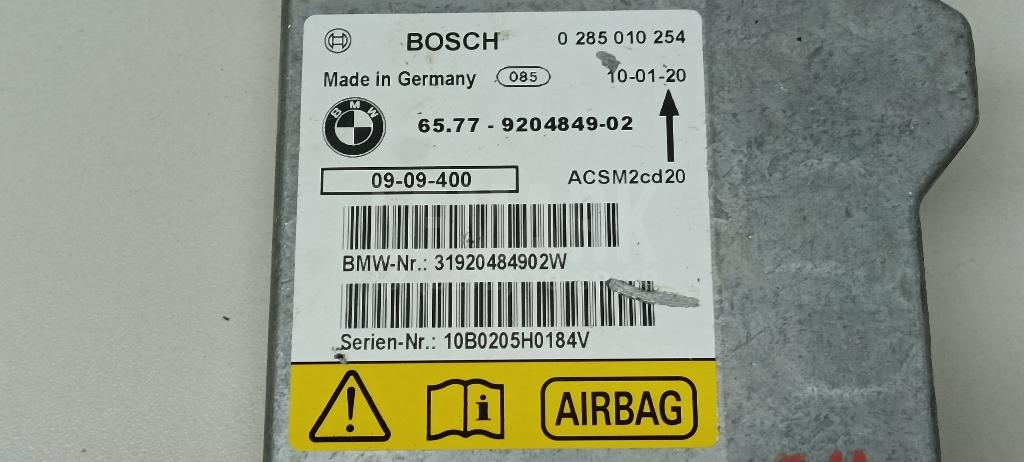 BOSCH 0 285 010 254
Made in Germany 085 10-01-20
BMW
65.77 - 9204849-02
09-09-400 ACSM2cd20
BMW-Nr.: 31920484902W
Serien-Nr.: 10B0205H0184V
! i AIRBAG